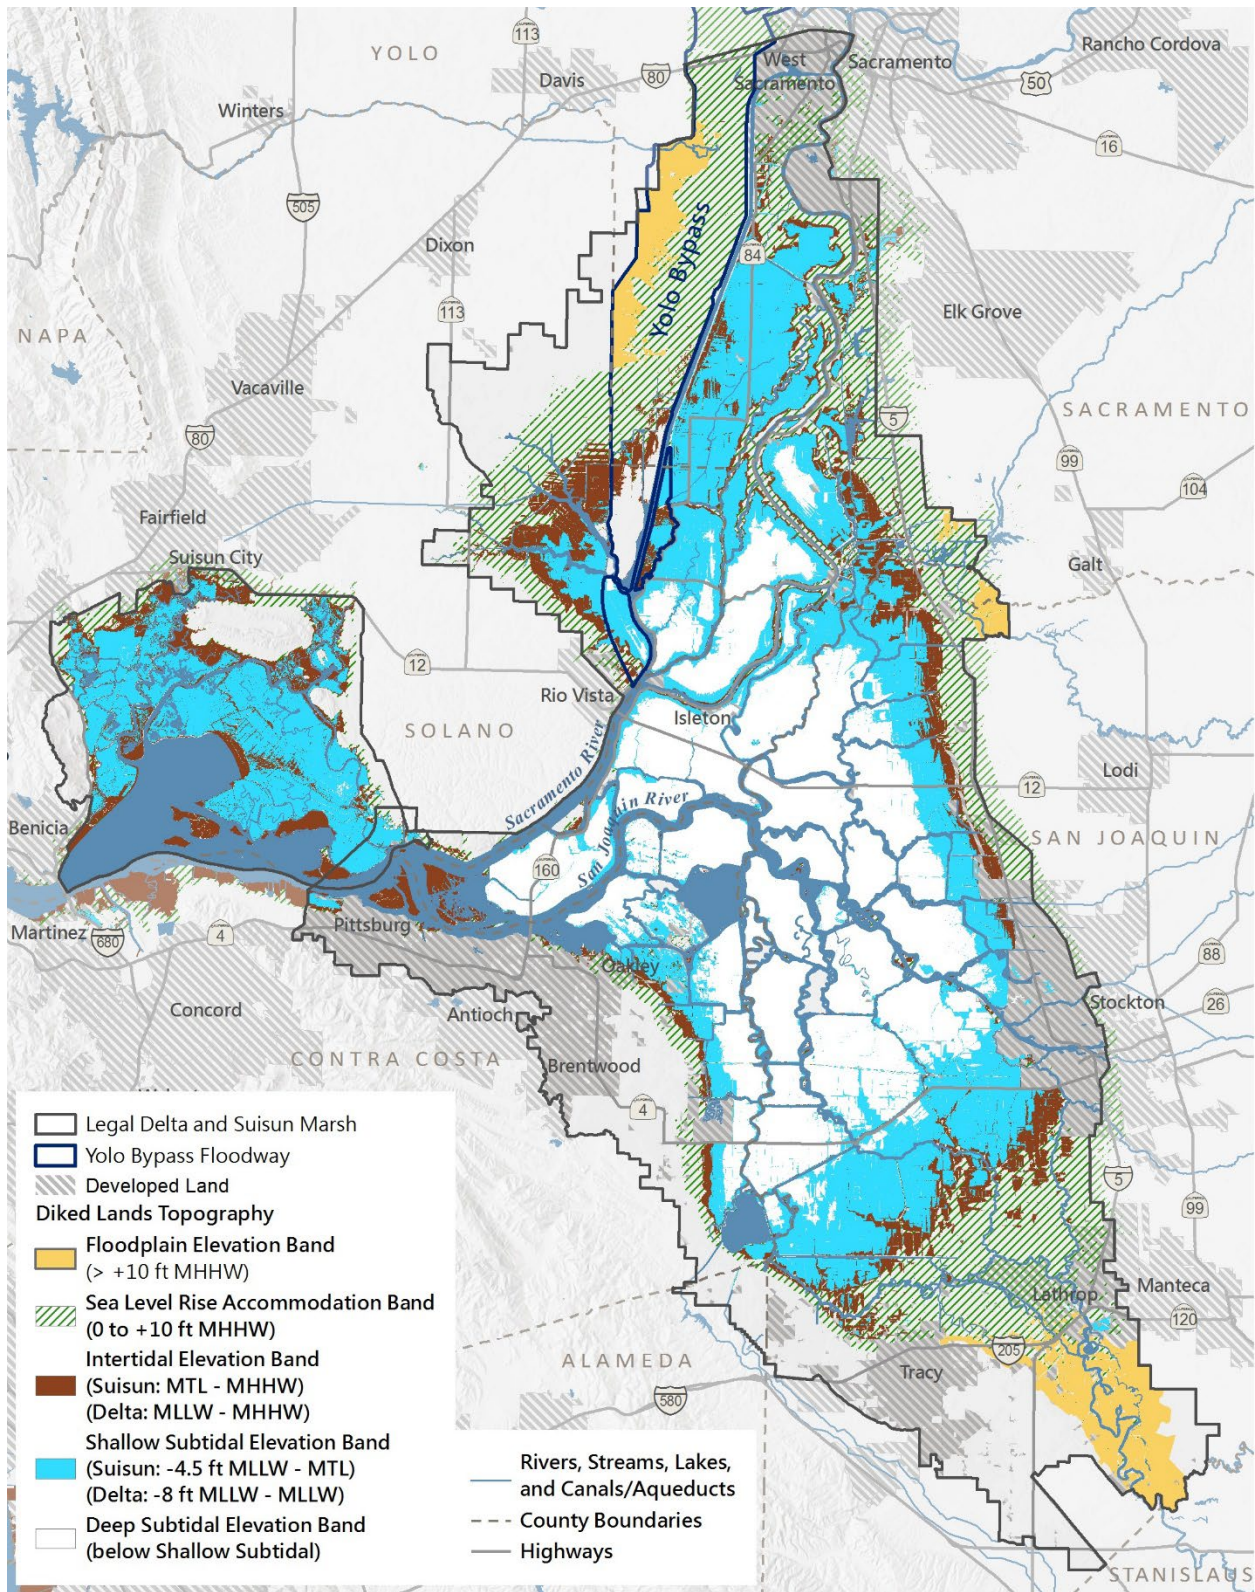 113
YOLO
Rancho Cordova
West
Sacramento
Sacramento
Davis
80
50
Winters
16
505
Yolo Bypass
Dixon
84
113
Elk Grove
NAPA
Vacaville
5
SACRAMENTO
80
99
104
Fairfield
Suisun City
Galt
12
Rio Vista
Isleton
SOLANO
Lodi
12
Sacramento River
San Joaquin River
Benicia
SAN JOAQUIN
160
Martinez
680
4
Pittsburg
Oakley
88
Concord
Antioch
Stockton
26
CONTRA COSTA
Brentwood
4
5
99
Manteca
Lathrop
120
205
ALAMEDA
Tracy
580
STANISLAUS
Legal Delta and Suisun Marsh
Yolo Bypass Floodway
Developed Land
Diked Lands Topography
Floodplain Elevation Band
(> +10 ft MHHW)
Sea Level Rise Accommodation Band
(0 to +10 ft MHHW)
Intertidal Elevation Band
(Suisun: MTL - MHHW)
(Delta: MLLW - MHHW)
Shallow Subtidal Elevation Band
(Suisun: -4.5 ft MLLW - MTL)
(Delta: -8 ft MLLW - MLLW)
Deep Subtidal Elevation Band
(below Shallow Subtidal)
Rivers, Streams, Lakes,
and Canals/Aqueducts
County Boundaries
Highways